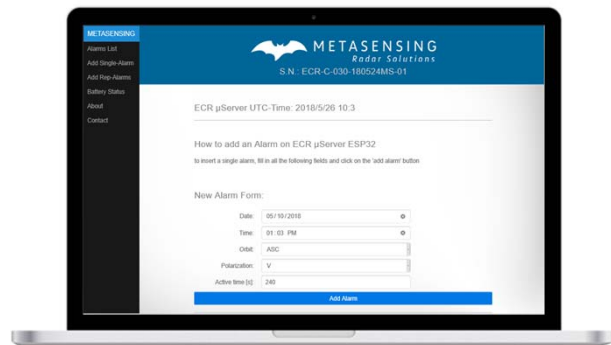 METASENSING
Alarms List
Add Single-Alarm
Add Rep-Alarms
Battery Status
About
Contact
METASENSING
Radar Solutions
S.N.: ECR-C-030-180524MS-01
ECR µServer UTC-Time: 2018/5/26 10:3
How to add an Alarm on ECR µServer ESP32
to insert a single alarm, fill in all the following fields and click on the 'add alarm' button
New Alarm Form:
Date: 05/10/2018
Time: 01:03 PM
Orbit: ASC
Polarization: V
Active time [s]: 240
Add Alarm